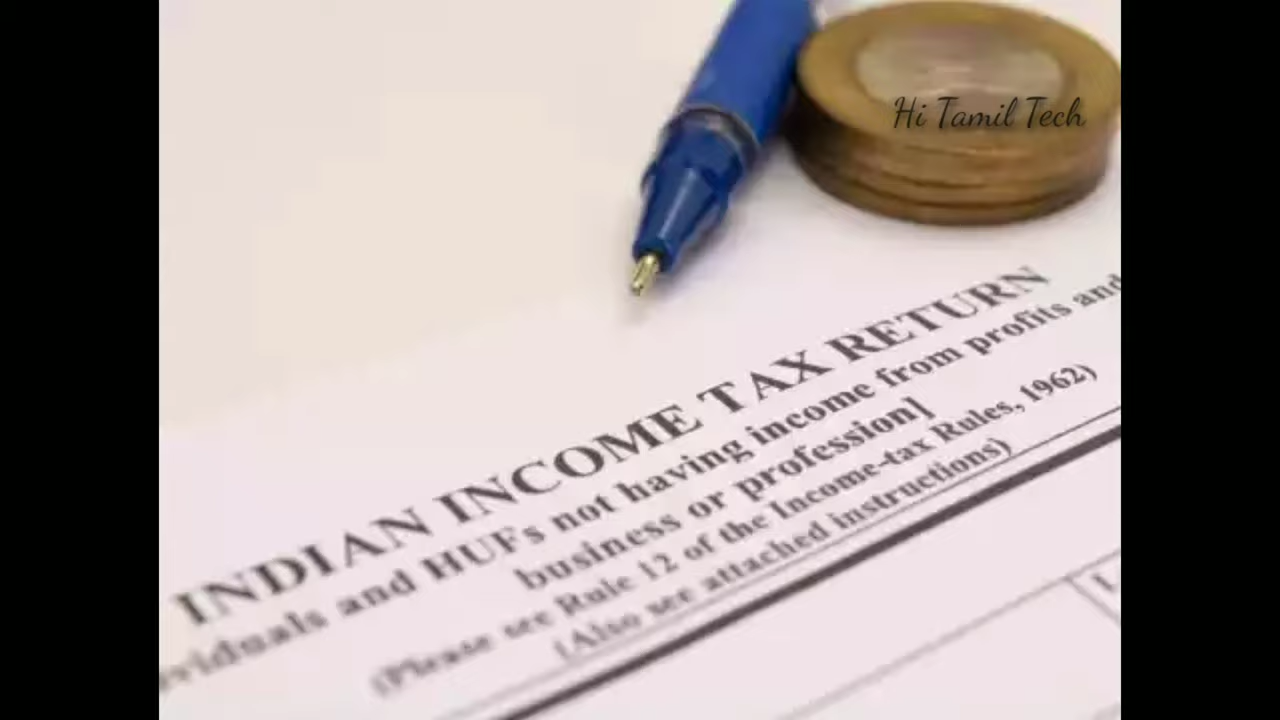 Hi Tamil Tech
INDIAN INCOME TAX RETURN
ividuals and HUFs not having income from profits and
business or profession]
(Please see Rule 12 of the Income-tax Rules, 1962)
(Also see attached instructions)